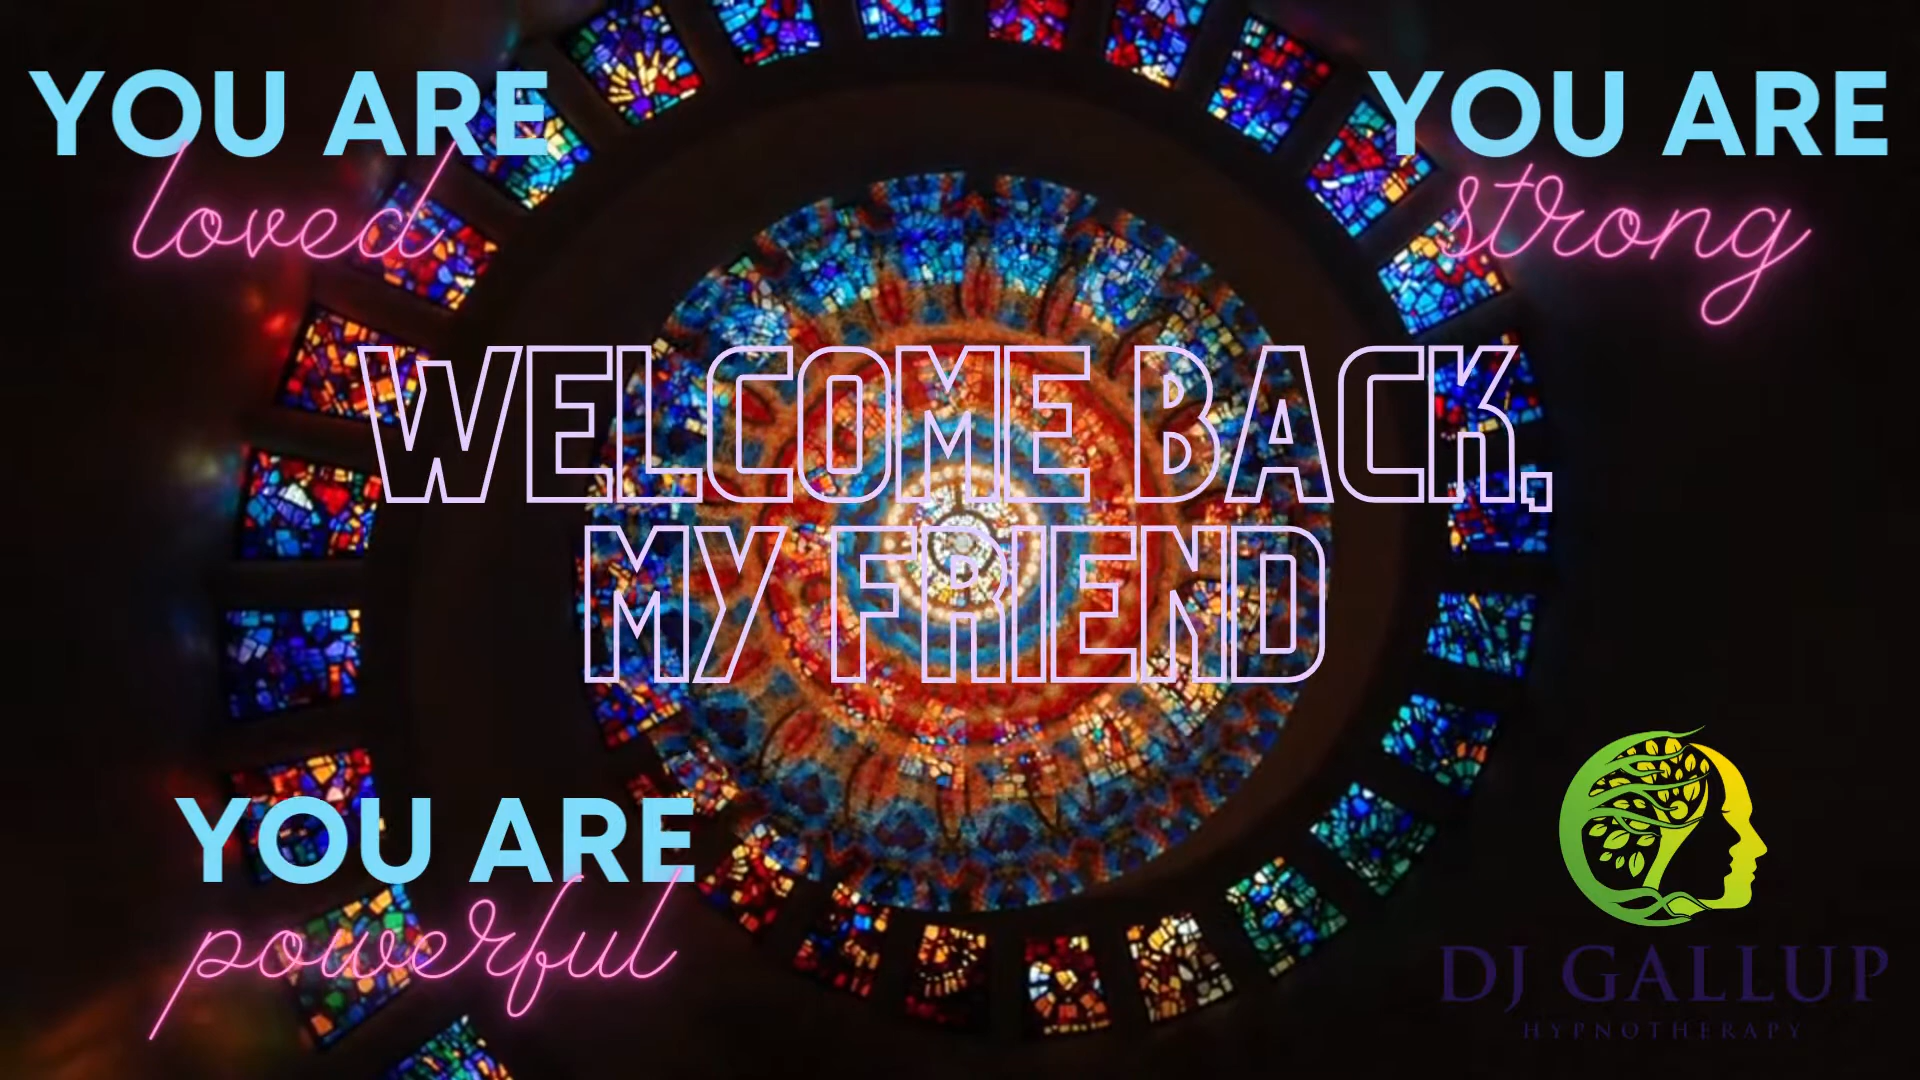 YOU ARE
loved
YOU ARE
strong
WELCOME BACK,
MY FRIEND
YOU ARE
powerful
DJ GALLUP
HYPNOTHERAPY